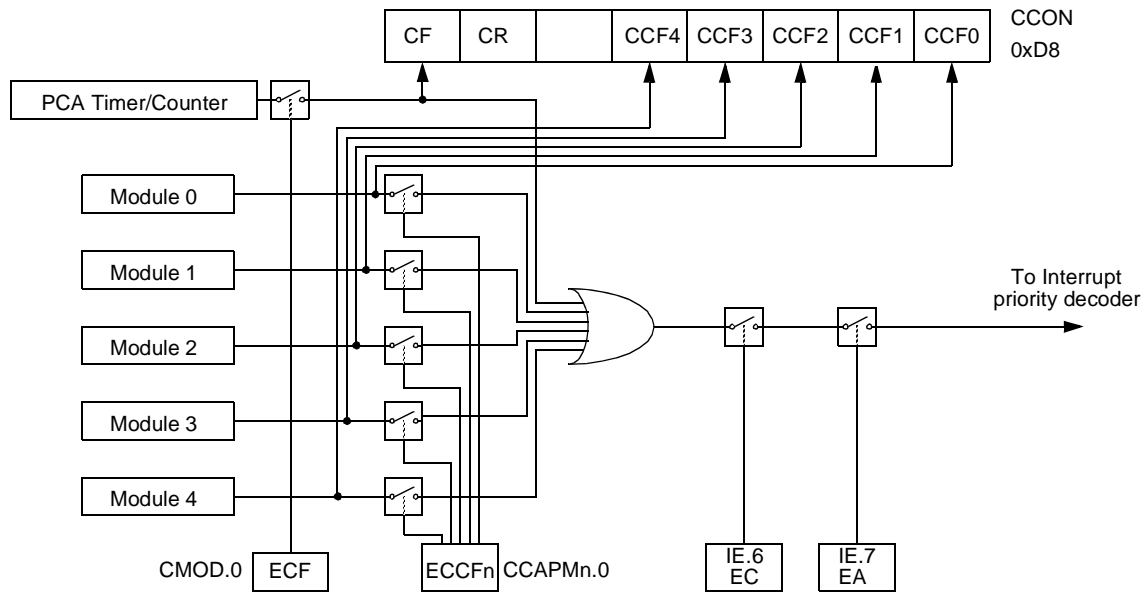 CF CR CCF4 CCF3 CCF2 CCF1 CCF0
CCON
0xD8
PCA Timer/Counter
Module 0
Module 1
Module 2
Module 3
Module 4
To Interrupt
priority decoder
CMOD.0 ECF
ECCFn CCAPMn.0
IE.6
EC
IE.7
EA